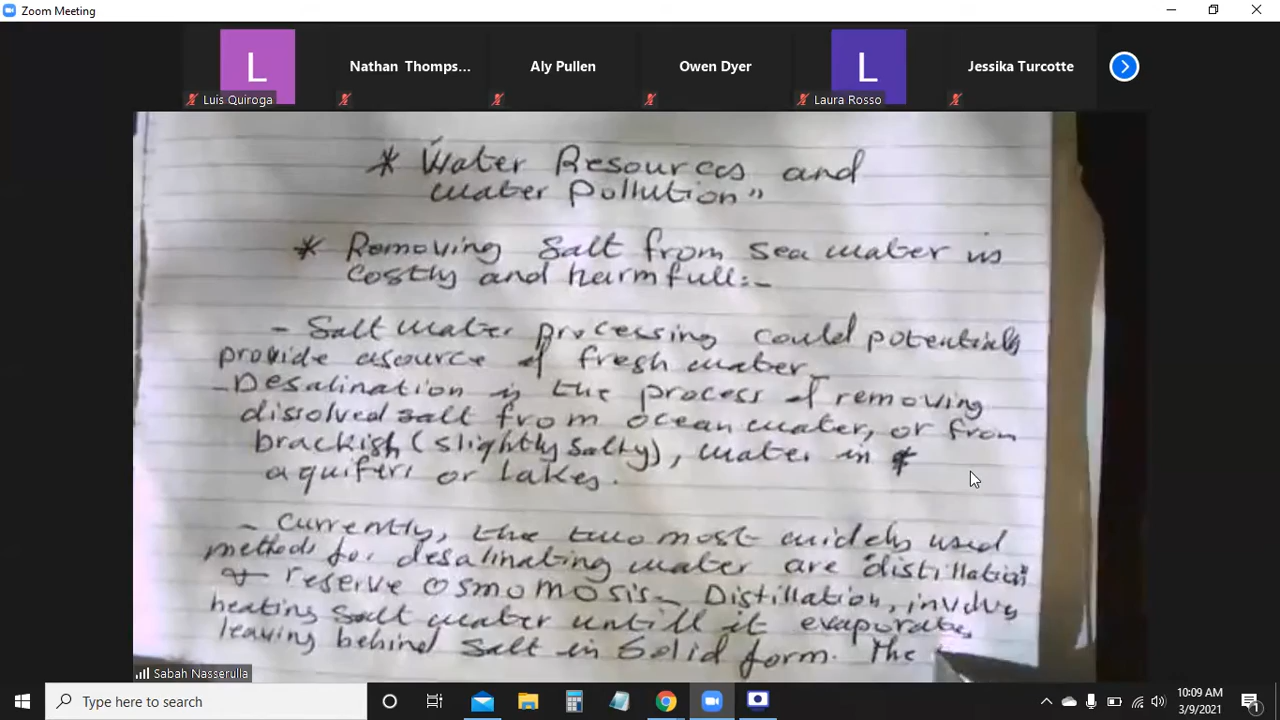 Zoom Meeting
L
Luis Quiroga
Nathan Thomps...
Aly Pullen
Owen Dyer
L
Laura Rosso
Jessika Turcotte
* Water Resources and
water Pollution"
* Removing Salt from sea water is
costly and harmfull:-
- Salt water processing could potentially
provide a source of fresh water_
- Desalination is the process of removing
dissolved salt from ocean water, or from
brackish (slightly salty), water in
aquifers or lakes.
- Currently, the two most widely used
methods for desalinating water are "distillation"
& reserve osmomosis_ Distillation, involves
heating salt water untill it evaporates,
leaving behind salt in Solid form. The
Sabah Nasserulla
Type here to search
10:09 AM
3/9/2021
1